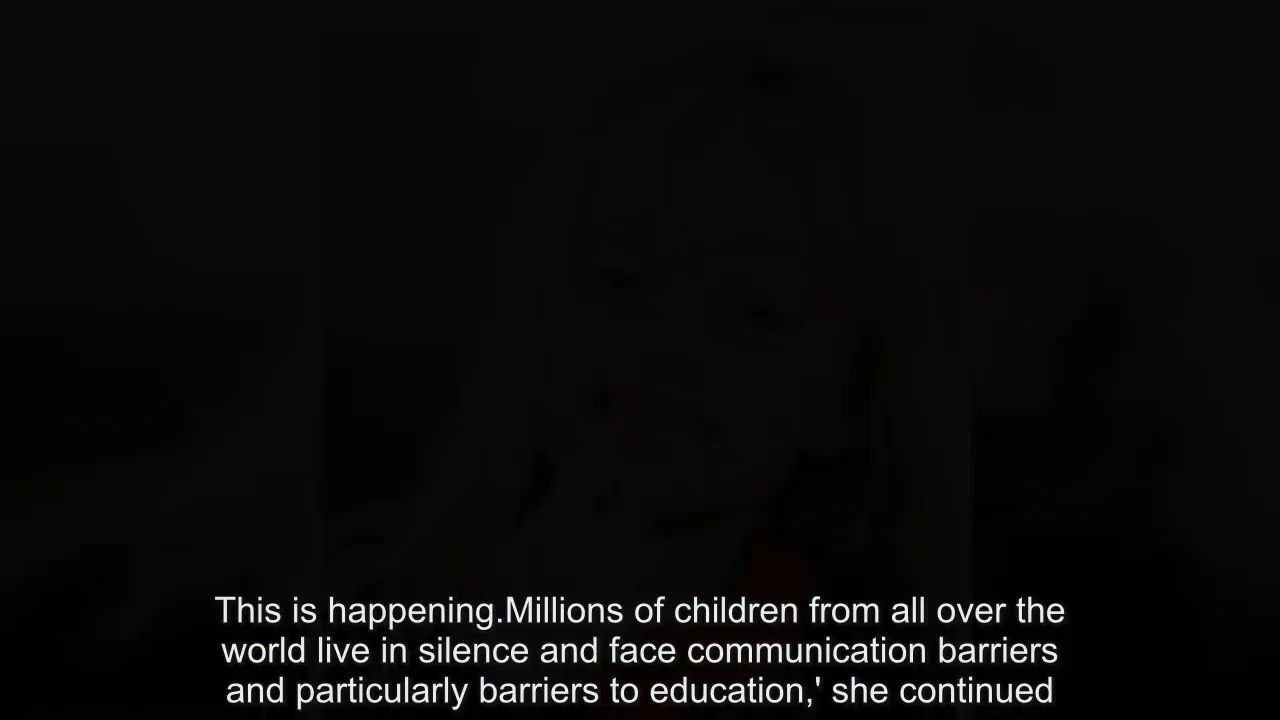 This is happening.Millions of children from all over the
world live in silence and face communication barriers
and particularly barriers to education,' she continued